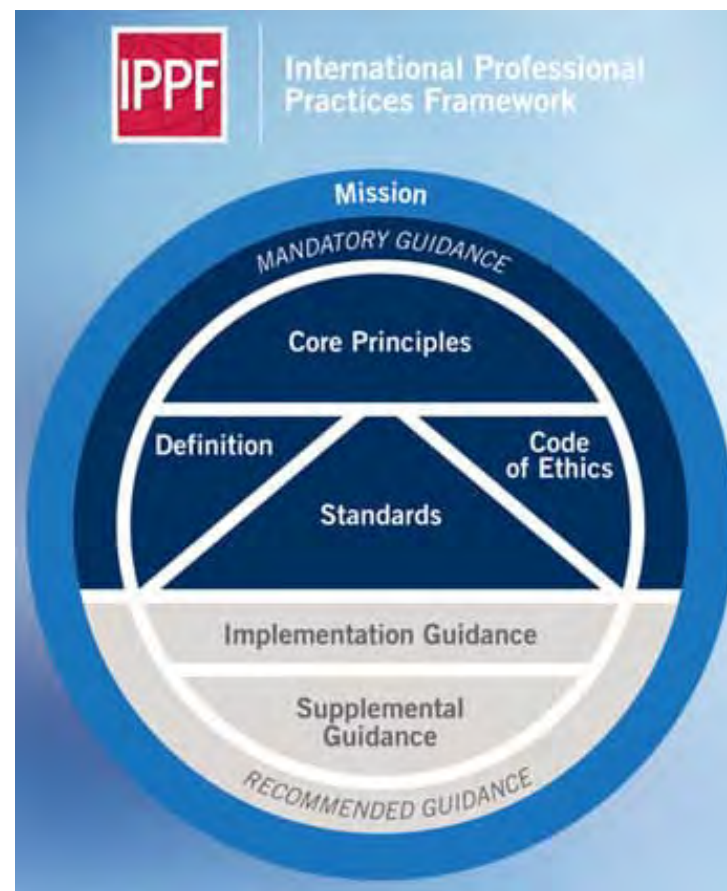 IPPF
International Professional
Practices Framework
Mission
MANDATORY GUIDANCE
Core Principles
Definition
Code
of Ethics
Standards
Implementation Guidance
Supplemental
Guidance
RECOMMENDED GUIDANCE